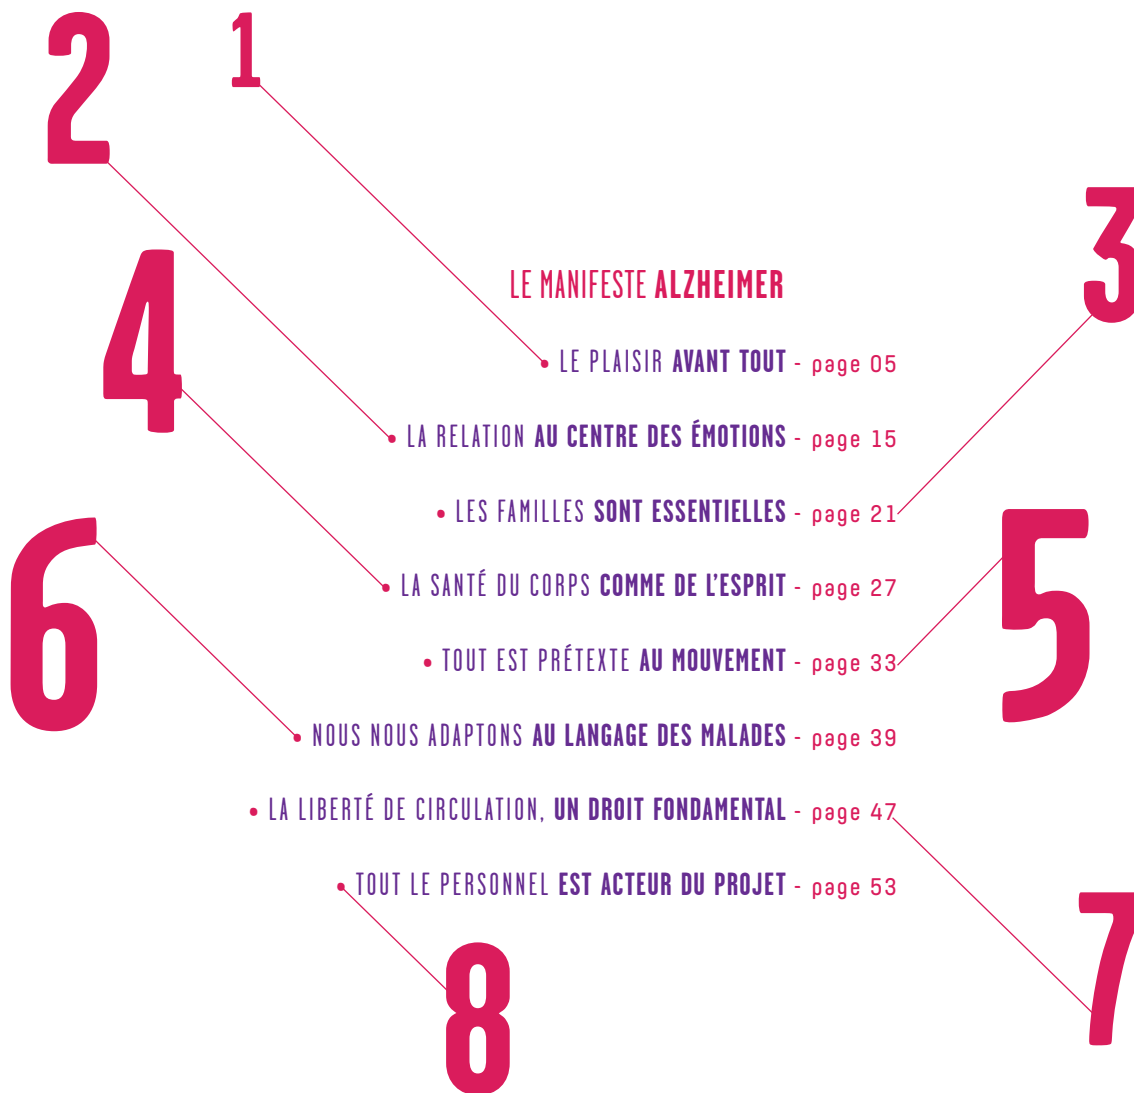 2
1
3
4
LE MANIFESTE ALZHEIMER
• LE PLAISIR AVANT TOUT - page 05
• LA RELATION AU CENTRE DES ÉMOTIONS - page 15
• LES FAMILLES SONT ESSENTIELLES - page 21
• LA SANTÉ DU CORPS COMME DE L'ESPRIT - page 27
• TOUT EST PRÉTEXTE AU MOUVEMENT - page 33
• NOUS NOUS ADAPTONS AU LANGAGE DES MALADES - page 39
• LA LIBERTÉ DE CIRCULATION, UN DROIT FONDAMENTAL - page 47
• TOUT LE PERSONNEL EST ACTEUR DU PROJET - page 53
5
6
7
8